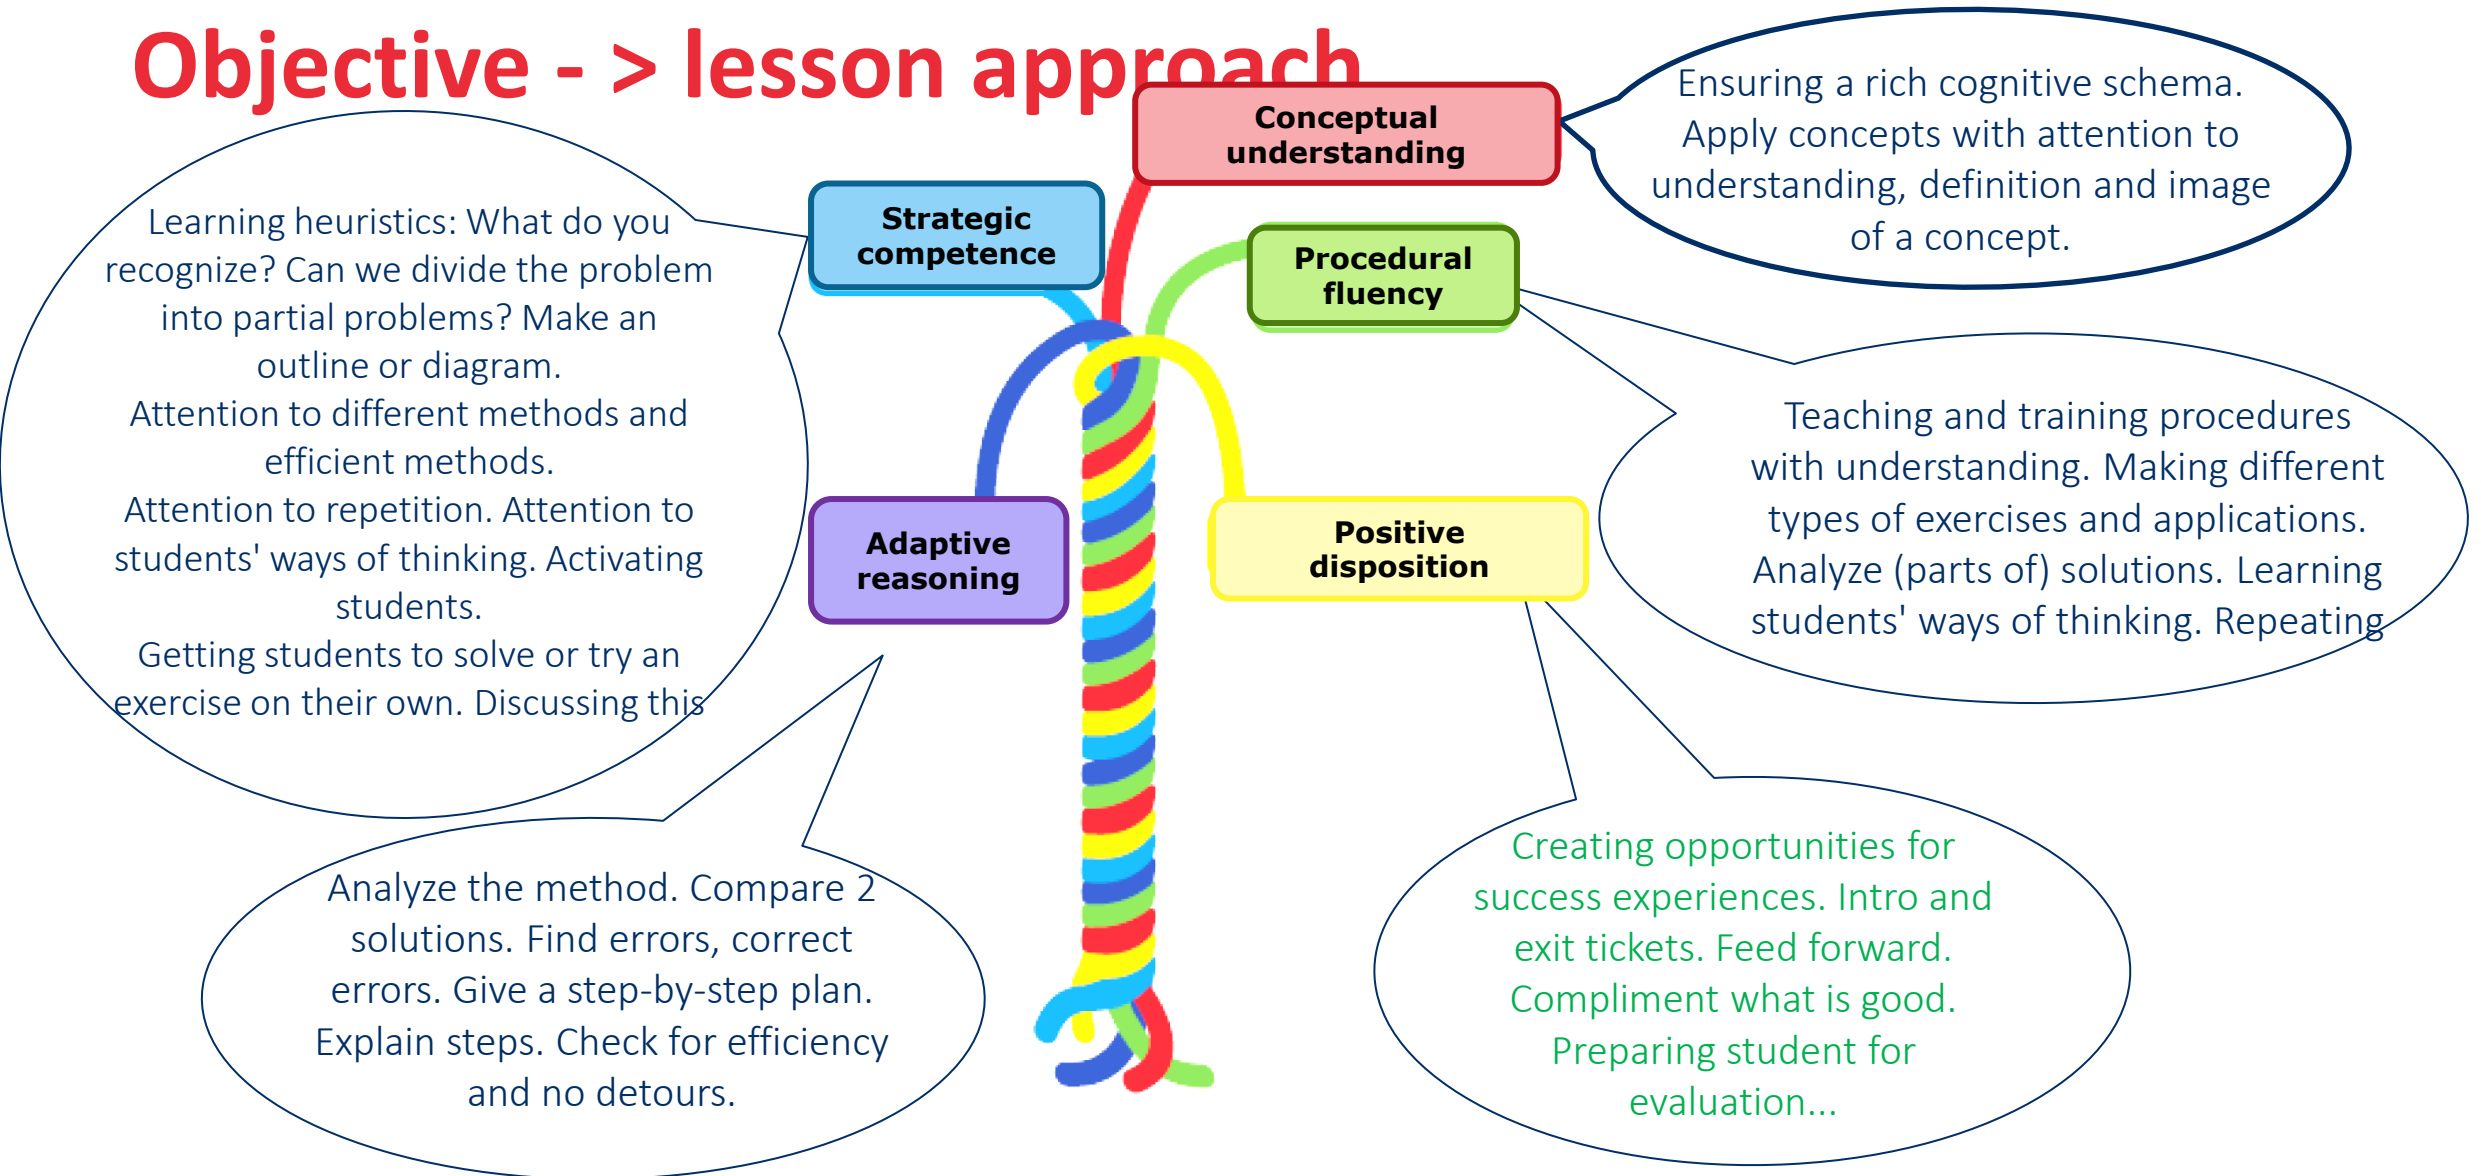 Objective - > lesson approach
Conceptual
understanding
Ensuring a rich cognitive schema.
Apply concepts with attention to
understanding, definition and image
of a concept.
Strategic
competence
Learning heuristics: What do you
recognize? Can we divide the problem
into partial problems? Make an
outline or diagram.
Attention to different methods and
efficient methods.
Attention to repetition. Attention to
students' ways of thinking. Activating
students.
Getting students to solve or try an
exercise on their own. Discussing this
Procedural
fluency
Teaching and training procedures
with understanding. Making different
types of exercises and applications.
Analyze (parts of) solutions. Learning
students' ways of thinking. Repeating
Adaptive
reasoning
Analyze the method. Compare 2
solutions. Find errors, correct
errors. Give a step-by-step plan.
Explain steps. Check for efficiency
and no detours.
Positive
disposition
Creating opportunities for
success experiences. Intro and
exit tickets. Feed forward.
Compliment what is good.
Preparing student for
evaluation...